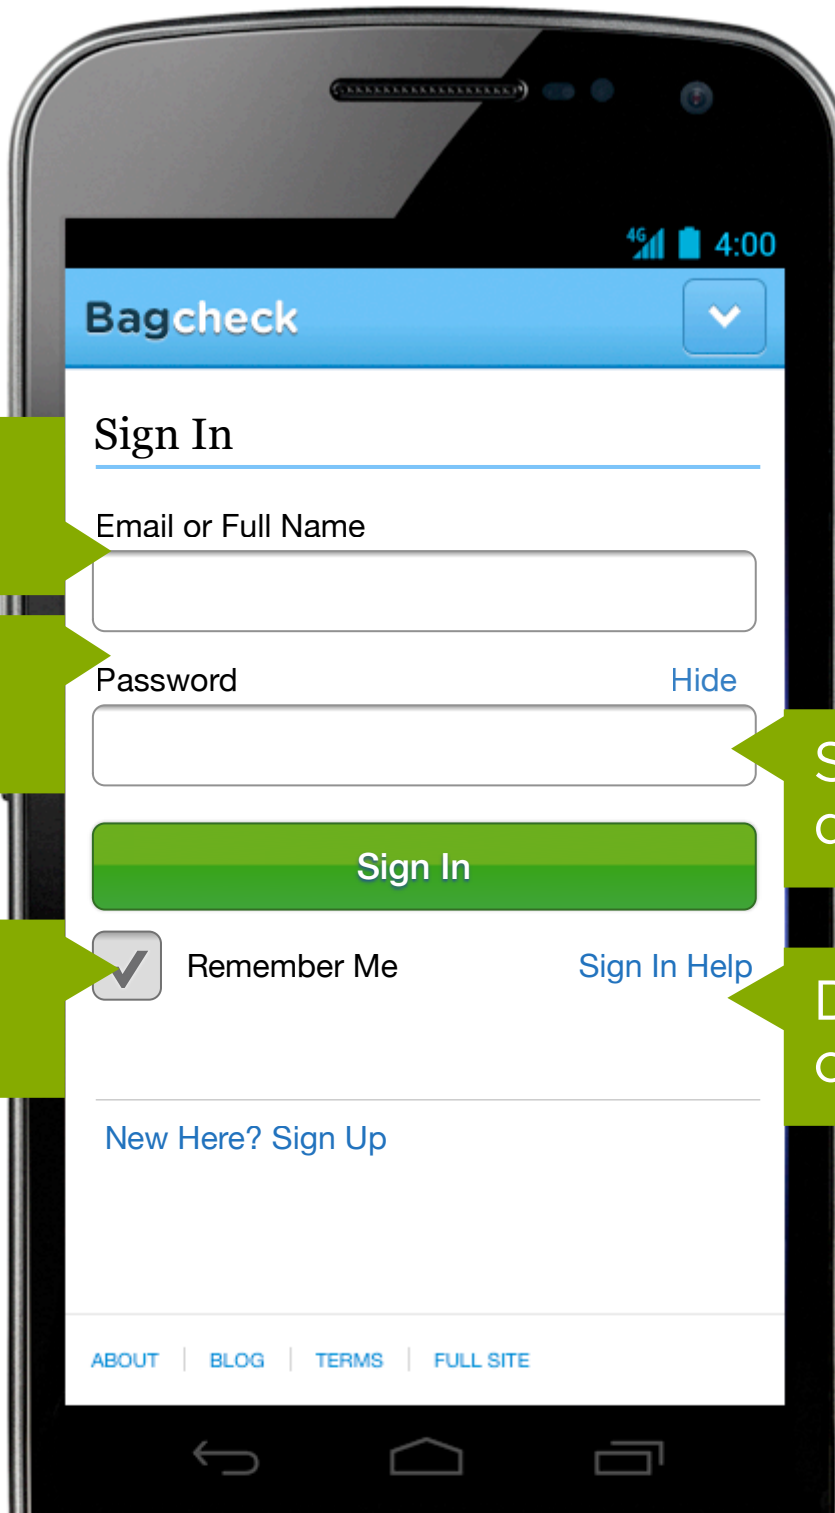 4G 4:00
Bagcheck
Sign In
Email or Full Name
Password Hide
Sign In
Remember Me Sign In Help
New Here? Sign Up
ABOUT BLOG TERMS FULL SITE